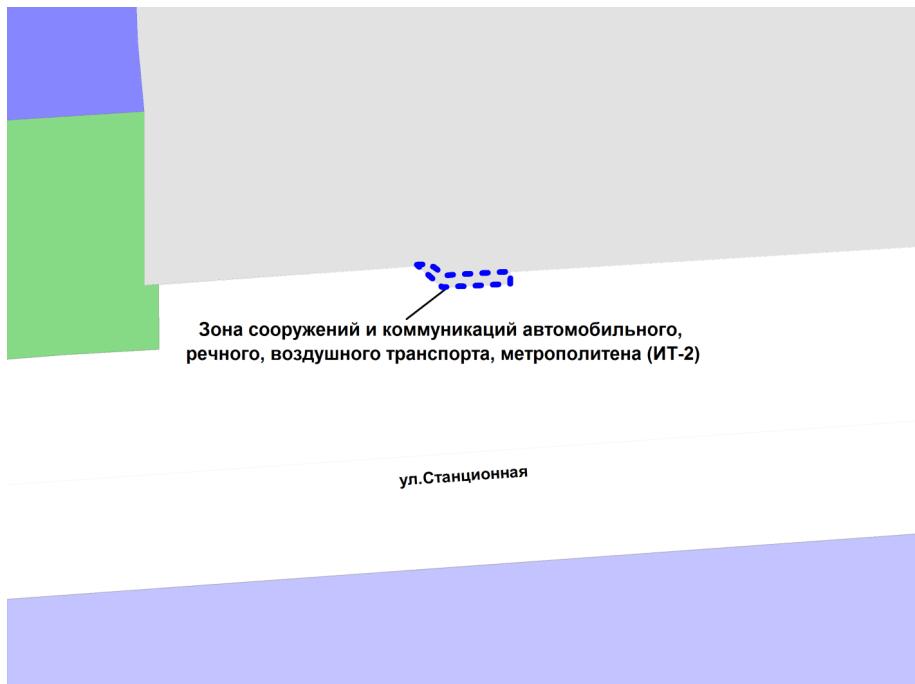 Зона сооружений и коммуникаций автомобильного,
речного, воздушного транспорта, метрополитена (ИТ-2)
ул.Станционная